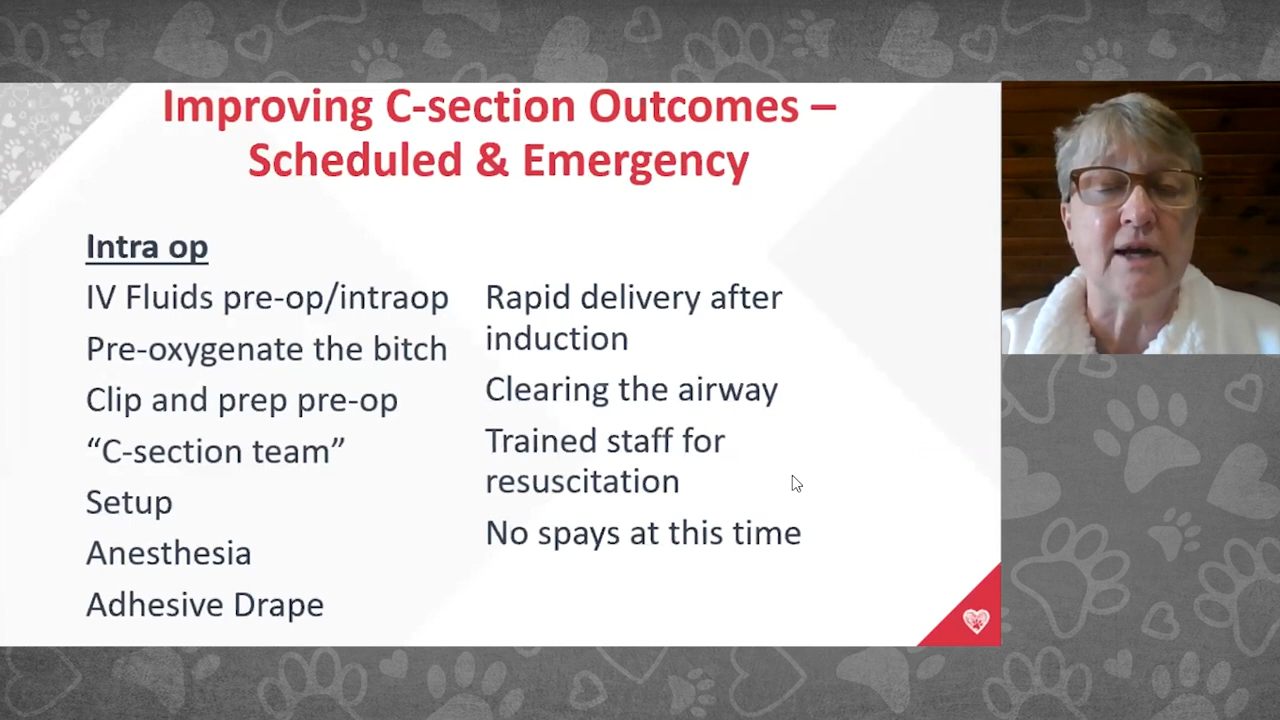 Improving C-section Outcomes –
Scheduled & Emergency
Intra op
IV Fluids pre-op/intraop
Pre-oxygenate the bitch
Clip and prep pre-op
“C-section team”
Setup
Anesthesia
Adhesive Drape
Rapid delivery after
induction
Clearing the airway
Trained staff for
resuscitation
No spays at this time